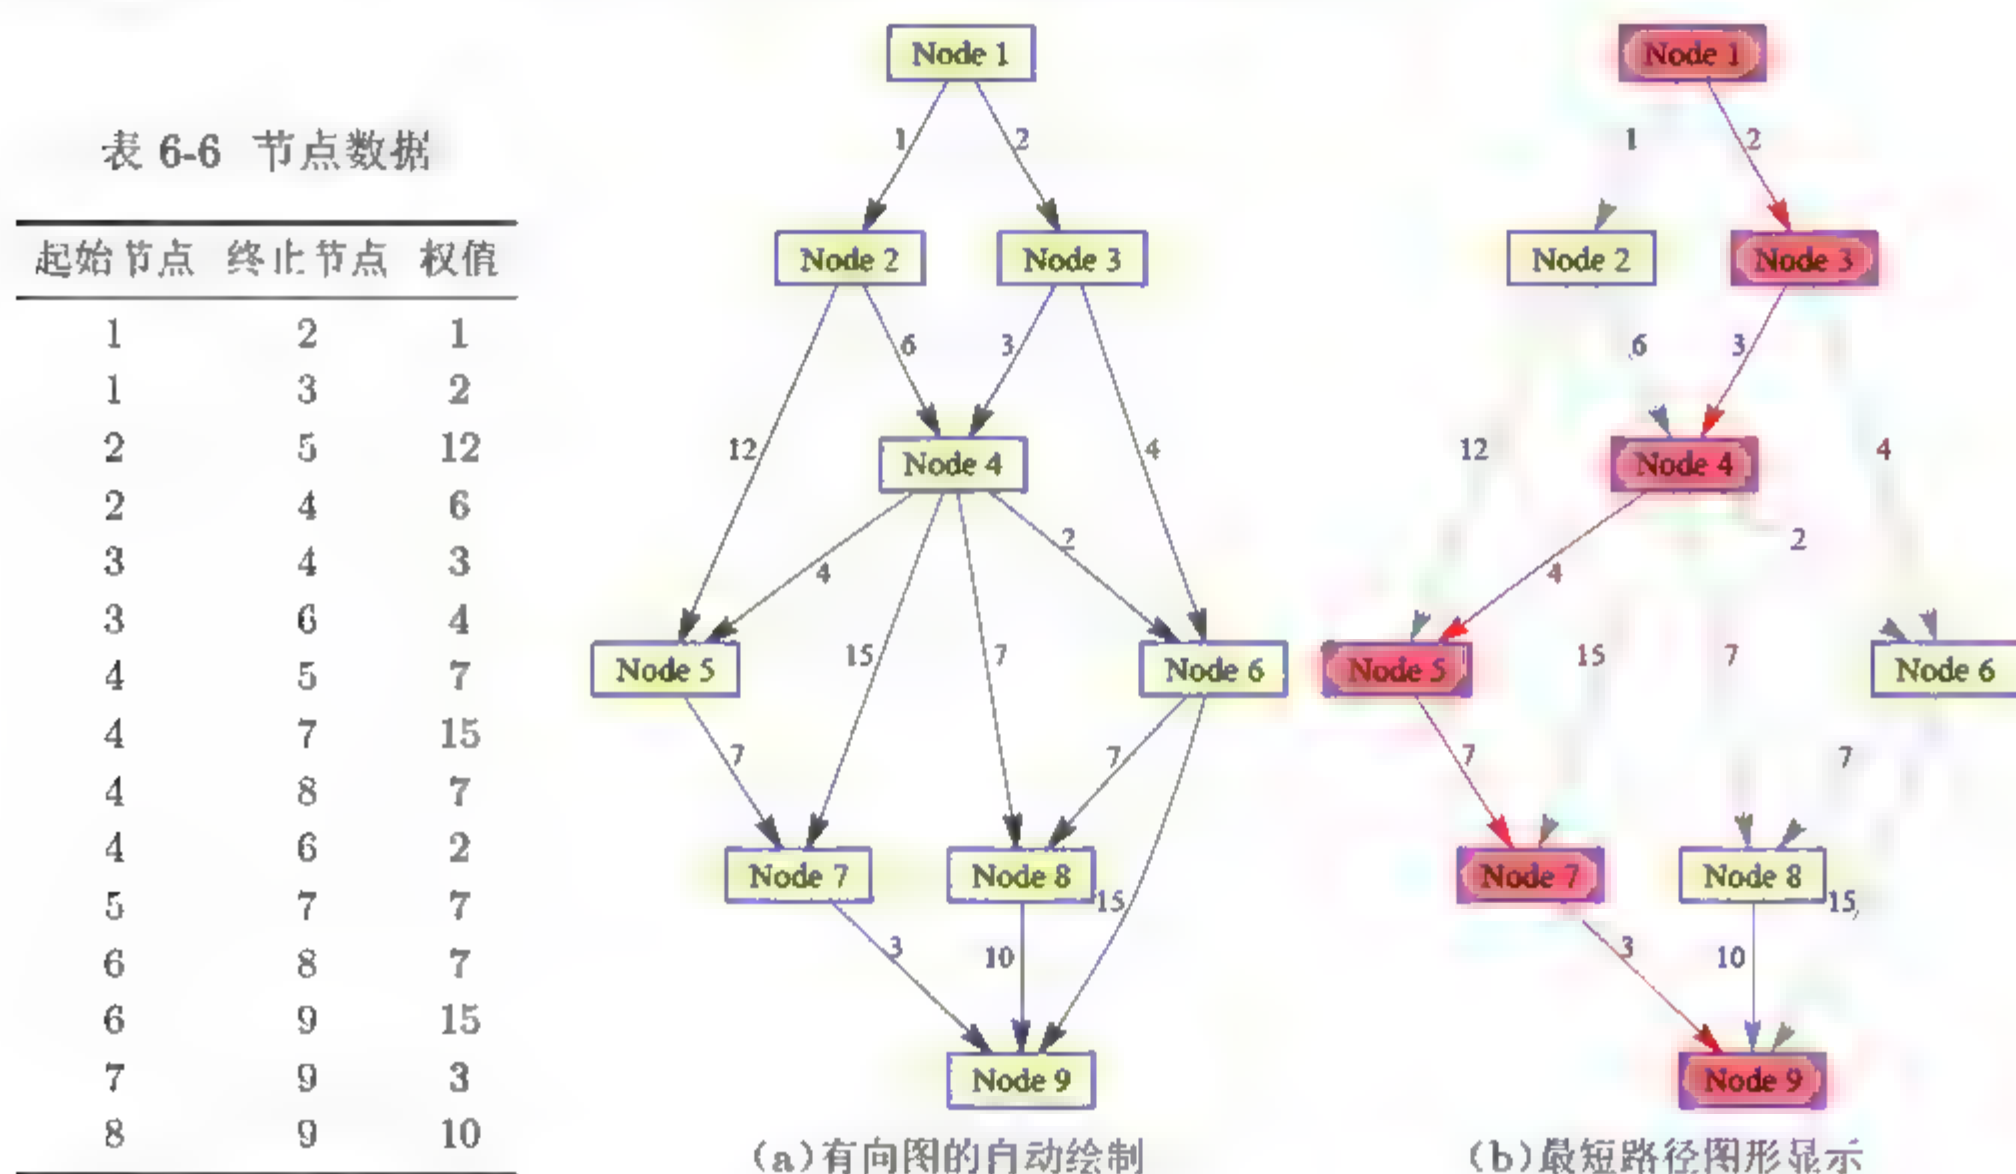 表 6-6 节点数据
起始节点 终止节点 权值
1 2 1
1 3 2
2 5 12
2 4 6
3 4 3
3 6 4
4 5 7
4 7 15
4 8 7
4 6 2
5 7 7
6 8 7
6 9 15
7 9 3
8 9 10
Node 1
1 2
Node 2 Node 3
6 3
12 4
Node 4
2
4
15 7
Node 5 Node 6
7 7
Node 7 Node 8
15
3 10
Node 9
(a)有向图的自动绘制
Node 1
1 2
Node 2 Node 3
6 3
12 4
Node 4
2
4
15 7
Node 5 Node 6
7 7
Node 7 Node 8
15
3 10
Node 9
(b)最短路径图形显示